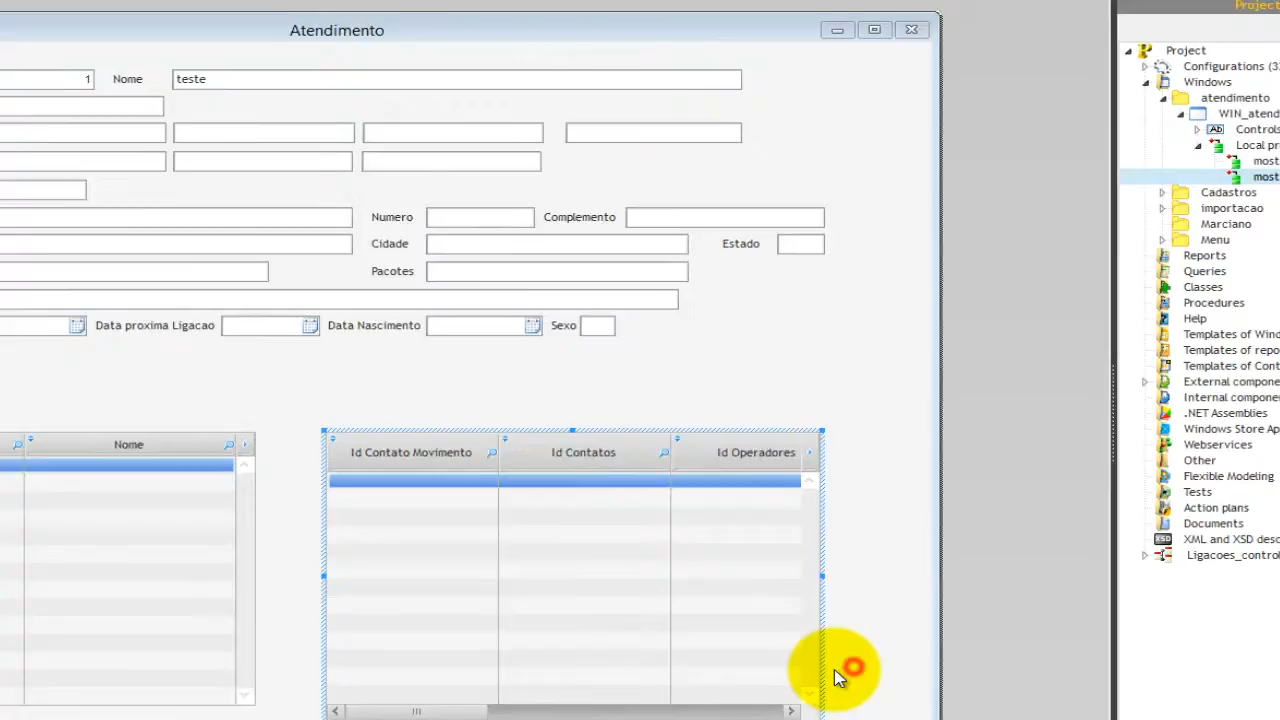 Project
Atendimento
1 Nome teste
Numero Complemento
Cidade Estado
Pacotes
Data proxima Ligacao Data Nascimento Sexo
Nome
Id Contato Movimento Id Contatos Id Operadores
Project
Configurations (3
Windows
atendimento
WIN_atend
Ab Controls
Local pr
most
most
Cadastros
importacao
Marciano
Menu
Reports
Queries
Classes
Procedures
Help
Templates of Wind
Templates of repo
Templates of Cont
External compone
Internal compone
.NET Assemblies
Windows Store Ap
Webservices
Other
Flexible Modeling
Tests
Action plans
Documents
XSD XML and XSD desc
Ligacoes_control